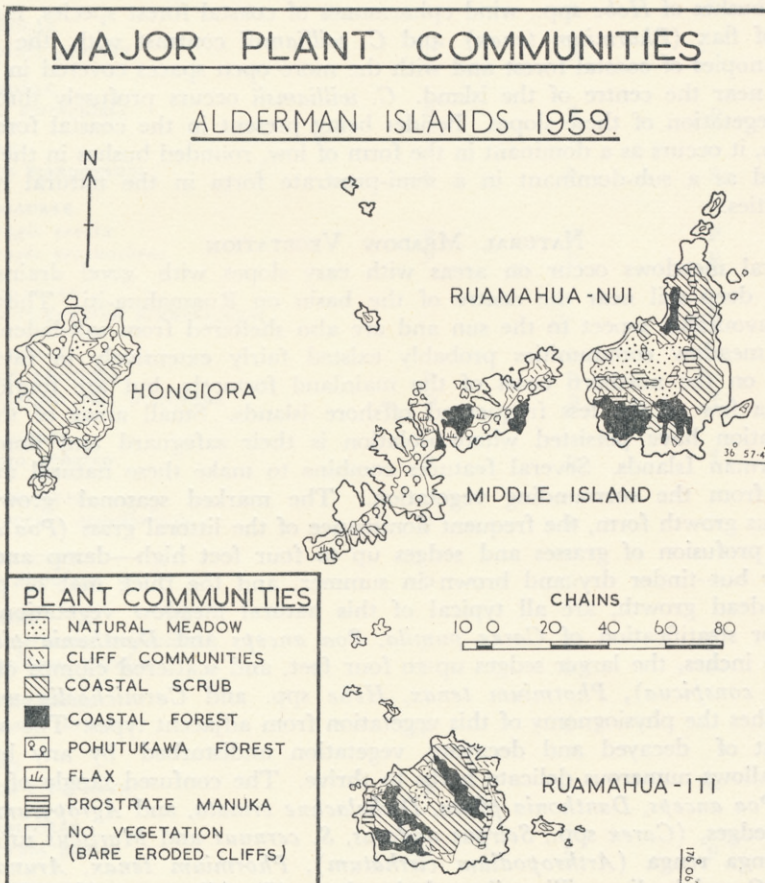 MAJOR PLANT COMMUNITIES
ALDERMAN ISLANDS 1959.
N
RUAMAHUA-NUI
HONGIORA
36° 57'
MIDDLE ISLAND
CHAINS
10 0 20 40 60 80
RUAMAHUA-ITI
PLANT COMMUNITIES
NATURAL MEADOW
CLIFF COMMUNITIES
COASTAL SCRUB
COASTAL FOREST
POHUTUKAWA FOREST
FLAX
PROSTRATE MANUKA
NO VEGETATION
(BARE ERODED CLIFFS)